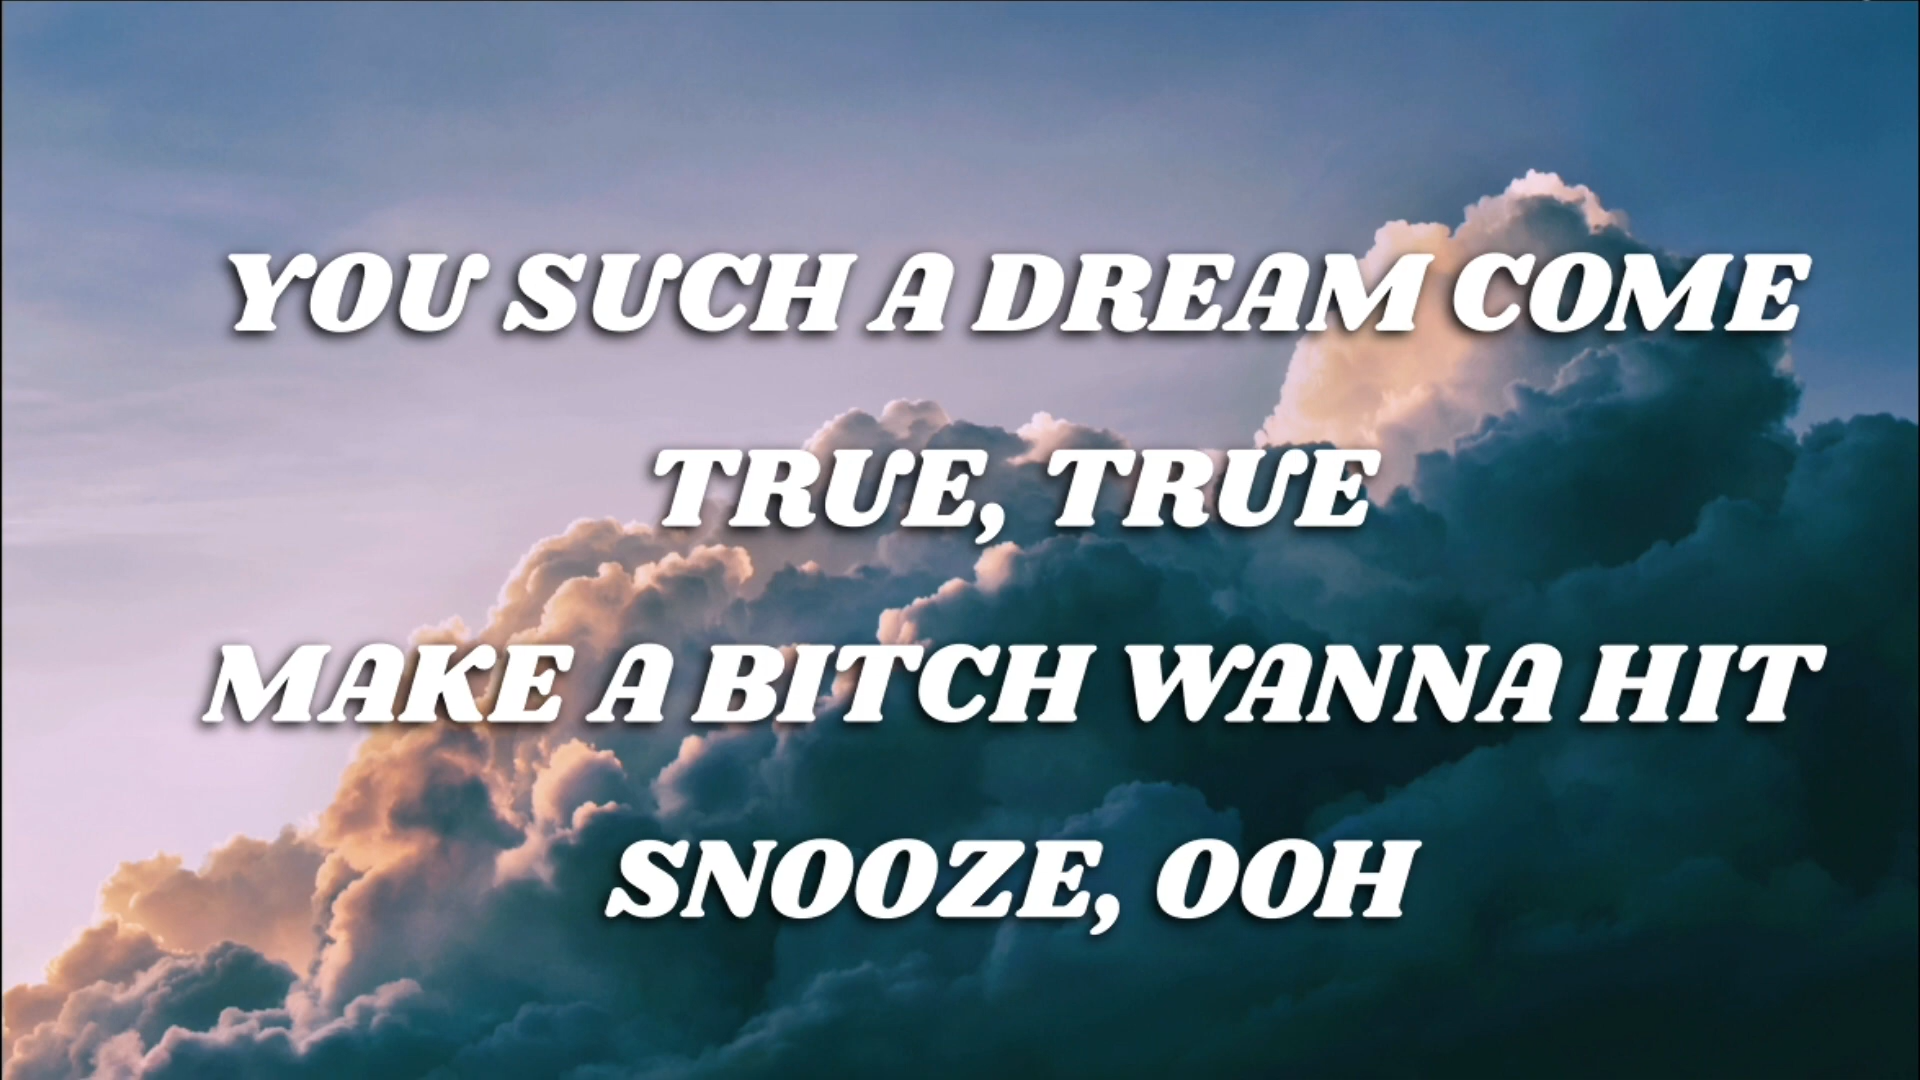 YOU SUCH A DREAM COME
TRUE, TRUE
MAKE A BITCH WANNA HIT
SNOOZE, OOH